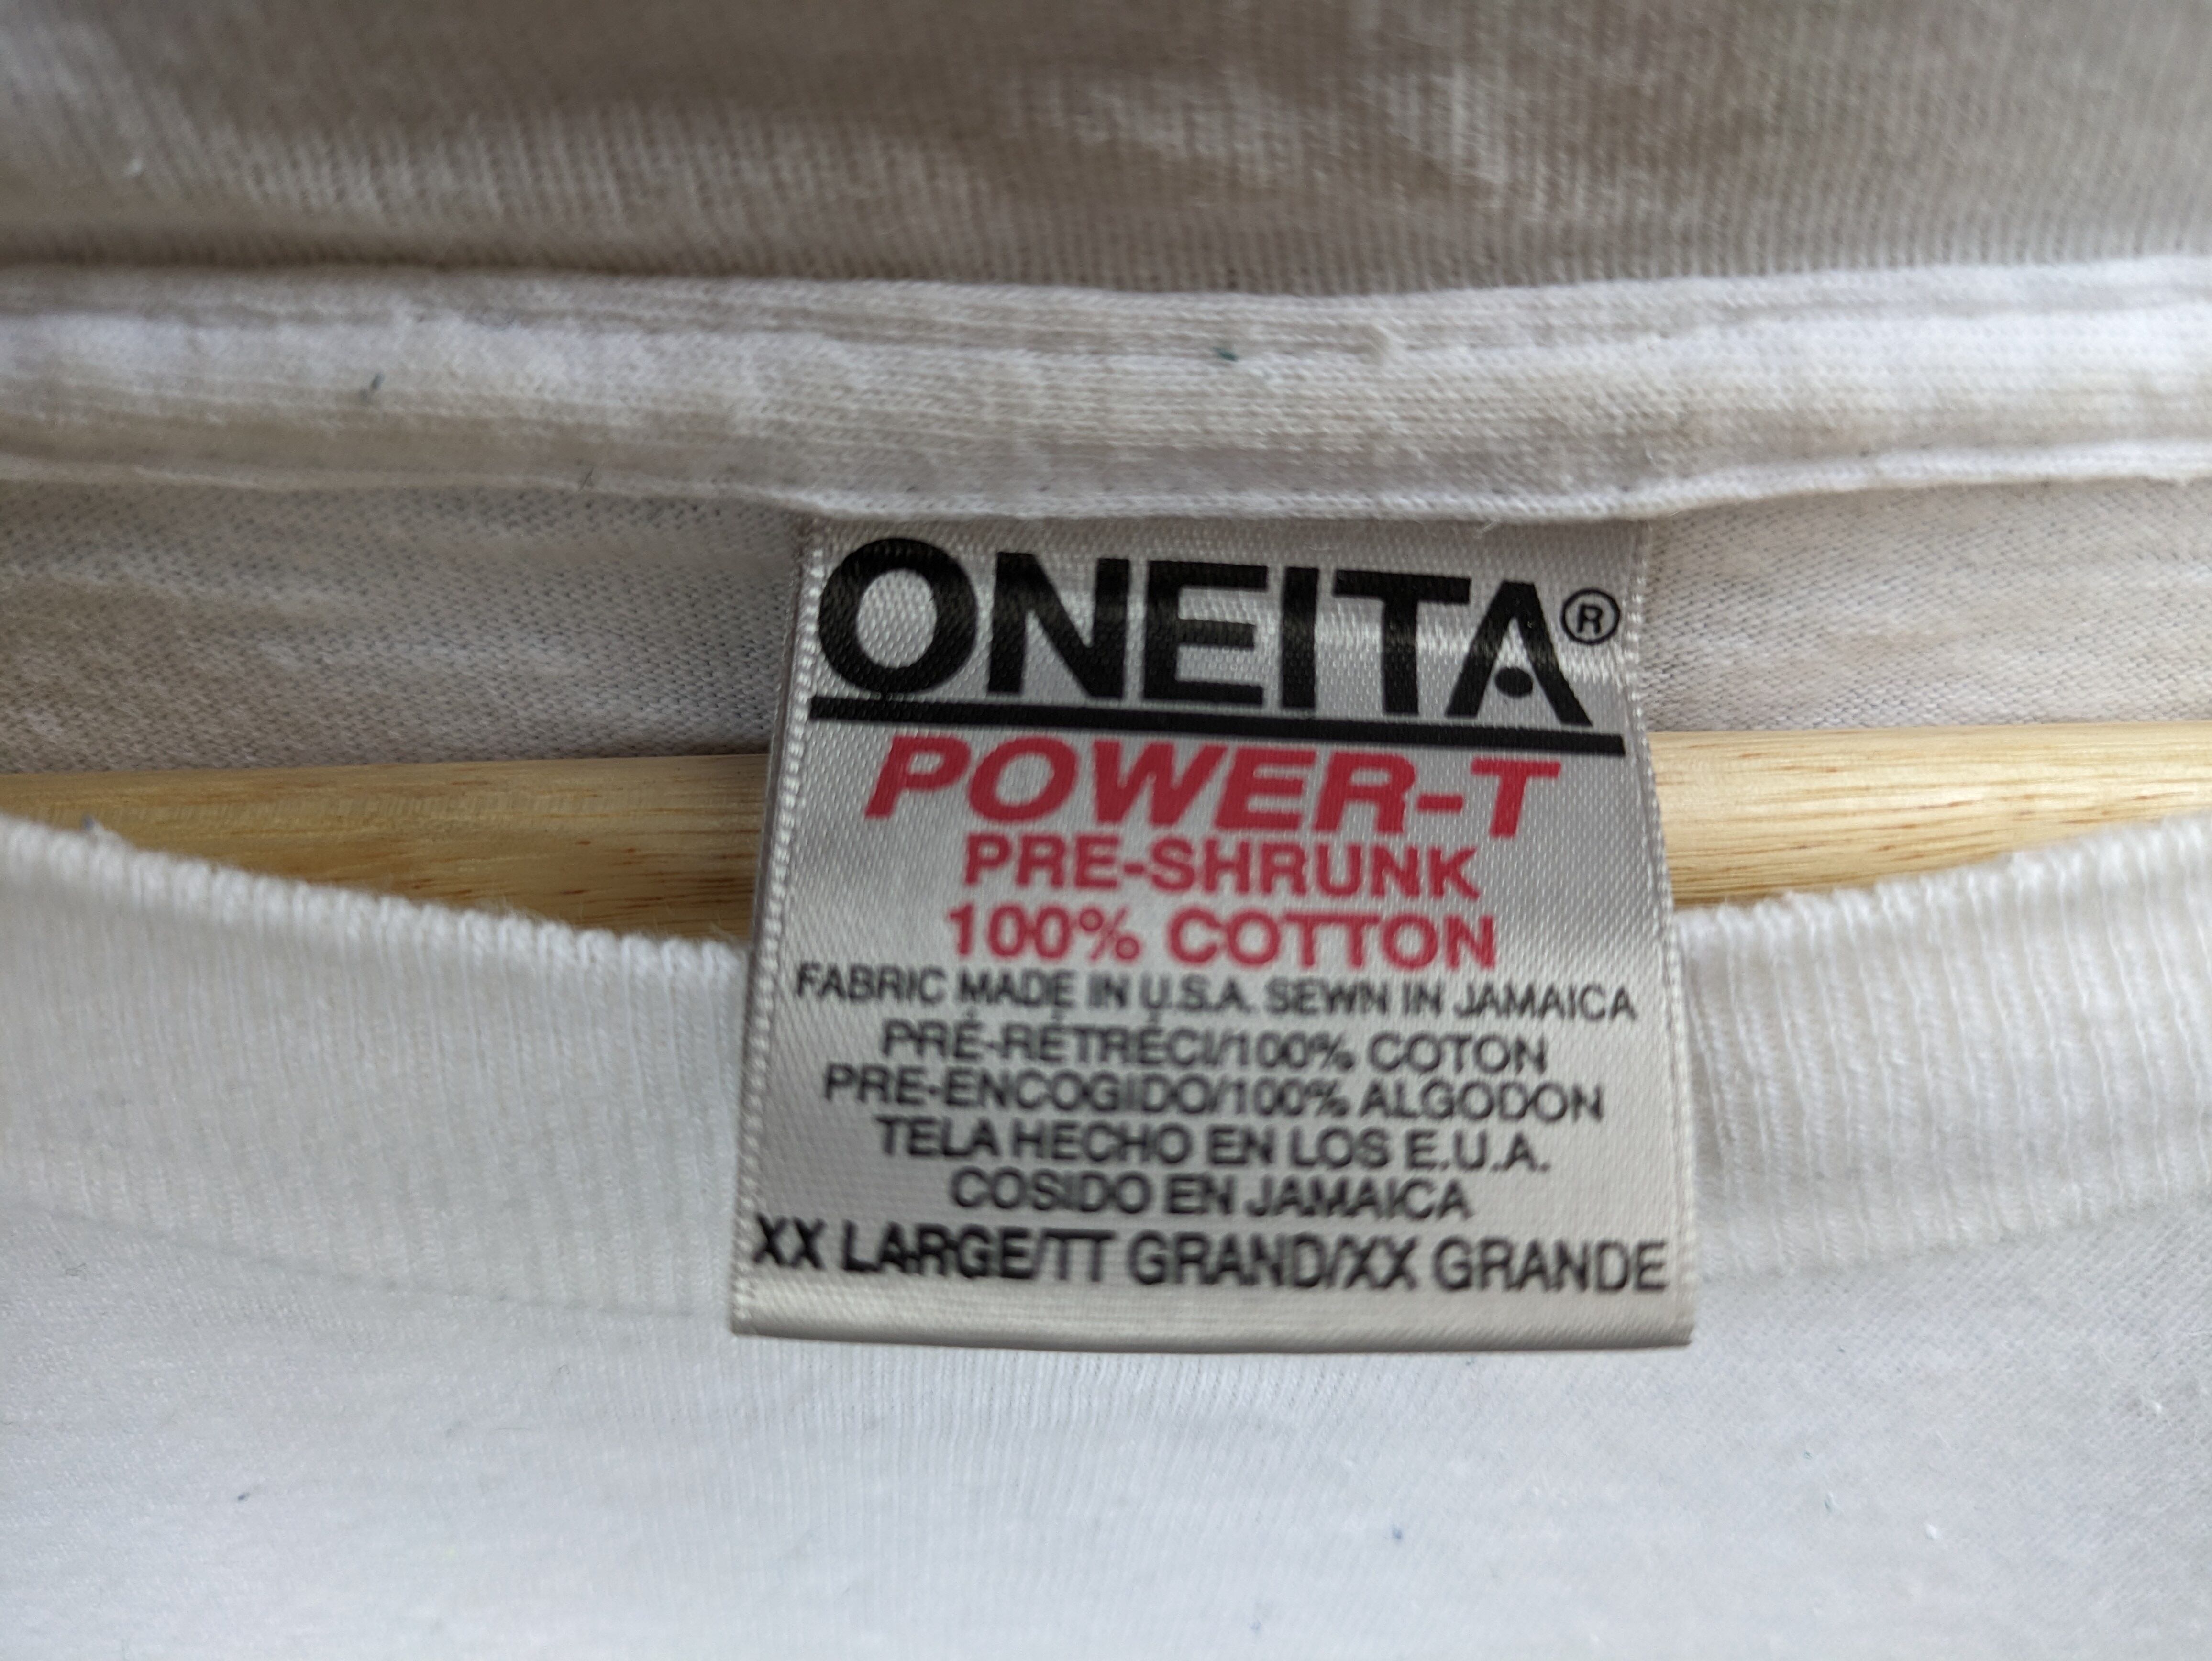 ONEITA®
POWER-T
PRE-SHRUNK
100% COTTON
FABRIC MADE IN U.S.A. SEWN IN JAMAICA
PRÉ-RÉTRÉCI/100% COTON
PRE-ENCOGIDO/100% ALGODON
TELA HECHO EN LOS E.U.A.
COSIDO EN JAMAICA
XX LARGE/TT GRAND/XX GRANDE